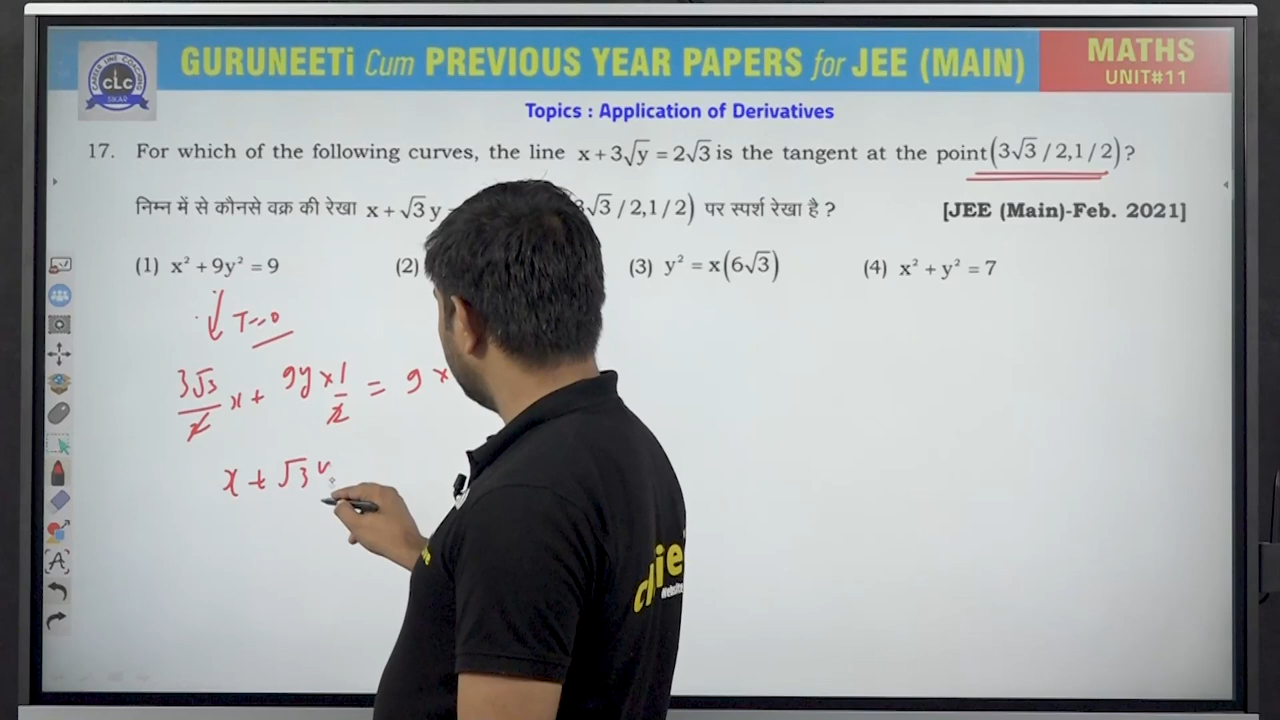 GURUNEETi Cum PREVIOUS YEAR PAPERS for JEE (MAIN)
MATHS
UNIT#11
CLC
SIKAR
Topics : Application of Derivatives
17. For which of the following curves, the line x + 3√y = 2√3 is the tangent at the point (3√3 / 2, 1 / 2) ?
निम्न में से कौनसे वक्र की रेखा x + √3 y √3 / 2, 1 / 2) पर स्पर्श रेखा है ?
[JEE (Main)-Feb. 2021]
(1) x² + 9y² = 9
(2)
(3) y² = x(6√3)
(4) x² + y² = 7
T=0
3√3/2 x + 9y × 1/2 = 9 ×
x + √3 y